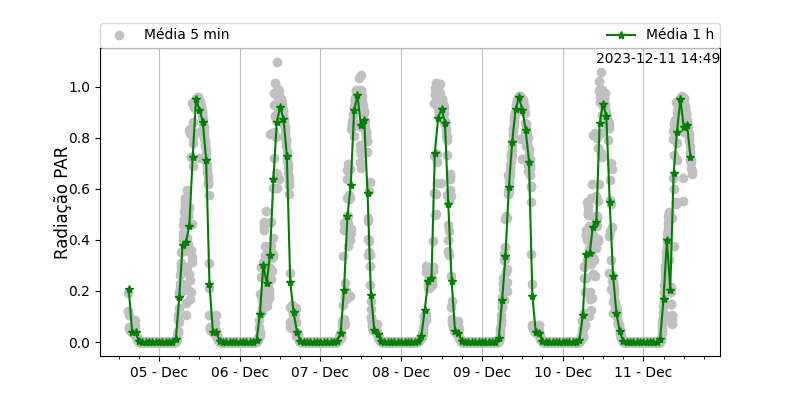 Média 5 min
Média 1 h
2023-12-11 14:49
Radiação PAR
1.0
0.8
0.6
0.4
0.2
0.0
05 - Dec
06 - Dec
07 - Dec
08 - Dec
09 - Dec
10 - Dec
11 - Dec